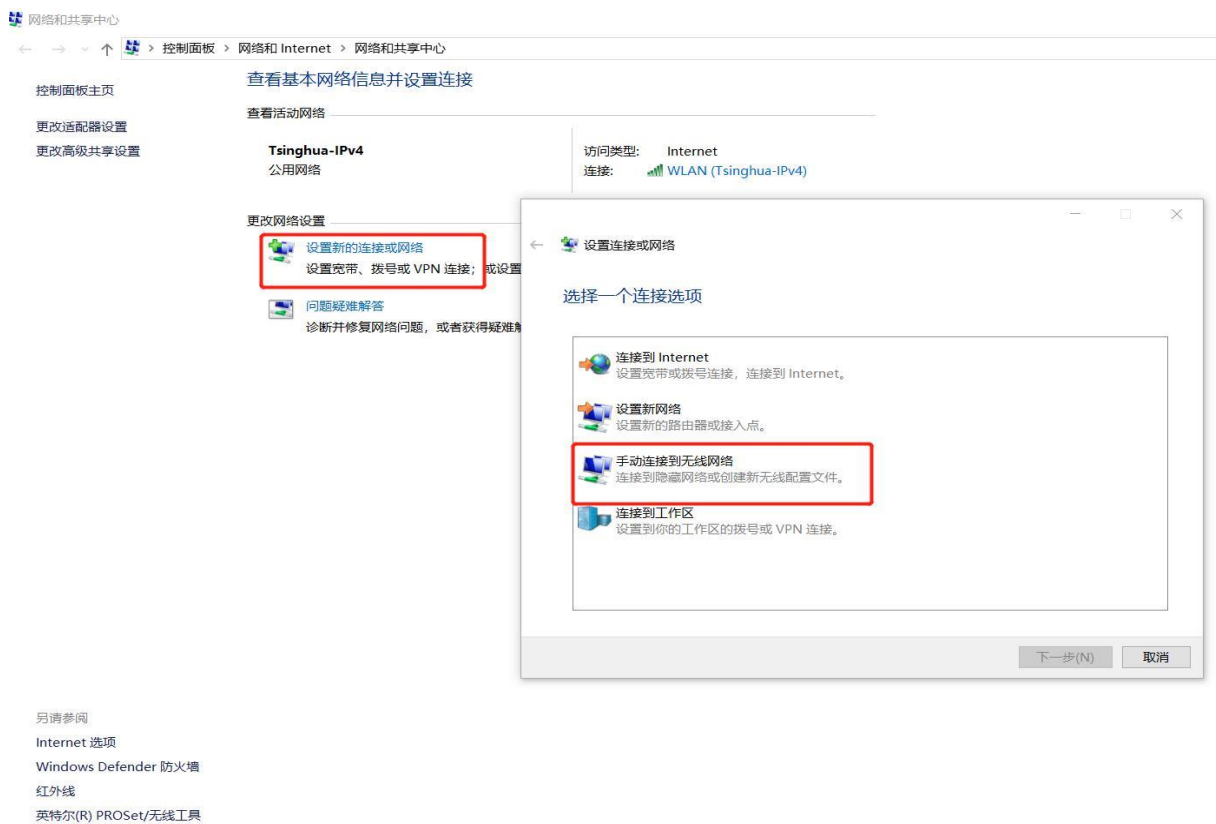 网络和共享中心
控制面板 > 网络和 Internet > 网络和共享中心
控制面板主页
更改适配器设置
更改高级共享设置
查看基本网络信息并设置连接
查看活动网络
Tsinghua-IPv4
公用网络
访问类型: Internet
连接: WLAN (Tsinghua-IPv4)
更改网络设置
设置新的连接或网络
设置宽带、拨号或 VPN 连接；或设置
问题疑难解答
诊断并修复网络问题，或者获得疑难
设置连接或网络
选择一个连接选项
连接到 Internet
设置宽带或拨号连接，连接到 Internet。
设置新网络
设置新的路由器或接入点。
手动连接到无线网络
连接到隐藏网络或创建新无线配置文件。
连接到工作区
设置到你的工作区的拨号或 VPN 连接。
下一步(N)
取消
另请参阅
Internet 选项
Windows Defender 防火墙
红外线
英特尔(R) PROSet/无线工具